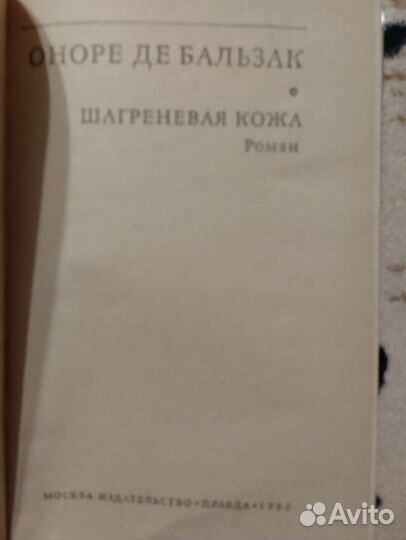 ОНОРЕ ДЕ БАЛЬЗАК
ШАГРЕНЕВАЯ КОЖА
Роман
МОСКВА ИЗДАТЕЛЬСТВО • ПРАВДА •
Avito